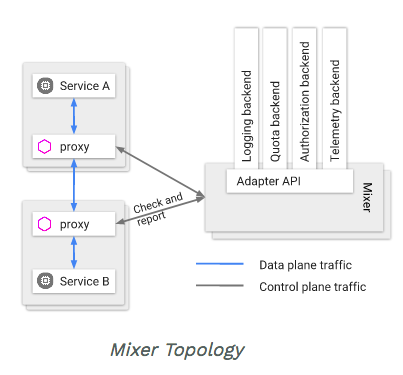 Service A
proxy
proxy
Service B
Check and
report
Logging backend
Quota backend
Authorization backend
Telemetry backend
Adapter API
Mixer
Data plane traffic
Control plane traffic
Mixer Topology